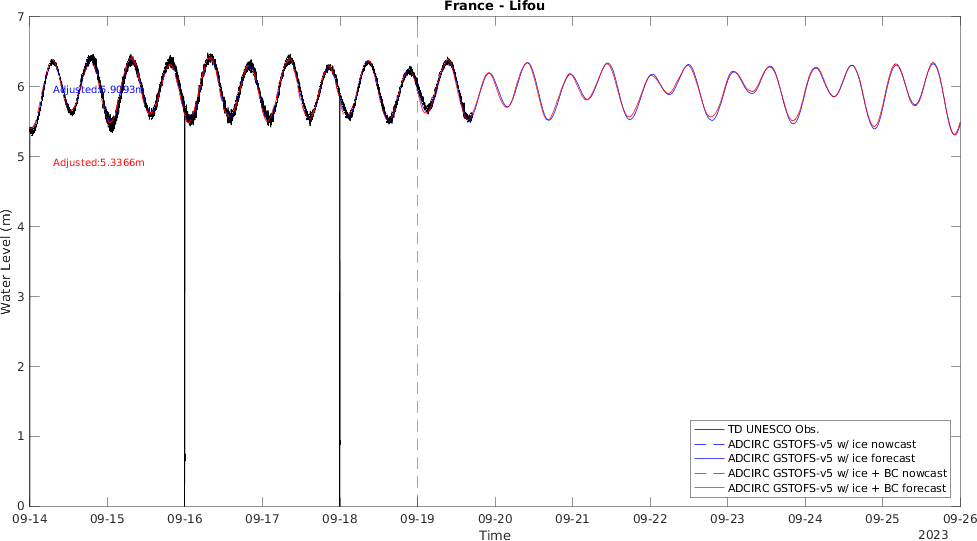 France - Lifou
7
6
5
4
3
2
1
0
Water Level (m)
Adjusted:5.9093m
Adjusted:5.3366m
TD UNESCO Obs.
ADCIRC GSTOFS-v5 w/ ice nowcast
ADCIRC GSTOFS-v5 w/ ice forecast
ADCIRC GSTOFS-v5 w/ ice + BC nowcast
ADCIRC GSTOFS-v5 w/ ice + BC forecast
09-14 09-15 09-16 09-17 09-18 09-19 09-20 09-21 09-22 09-23 09-24 09-25 09-26
Time
2023